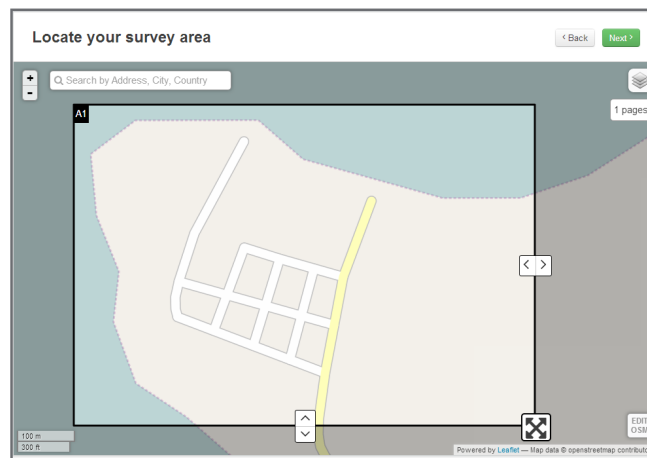 Locate your survey area
‹ Back
Next ›
+
-
Search by Address, City, Country
A1
1 pages
100 m
300 ft
EDIT
OSM
Powered by Leaflet — Map data © openstreetmap contributo